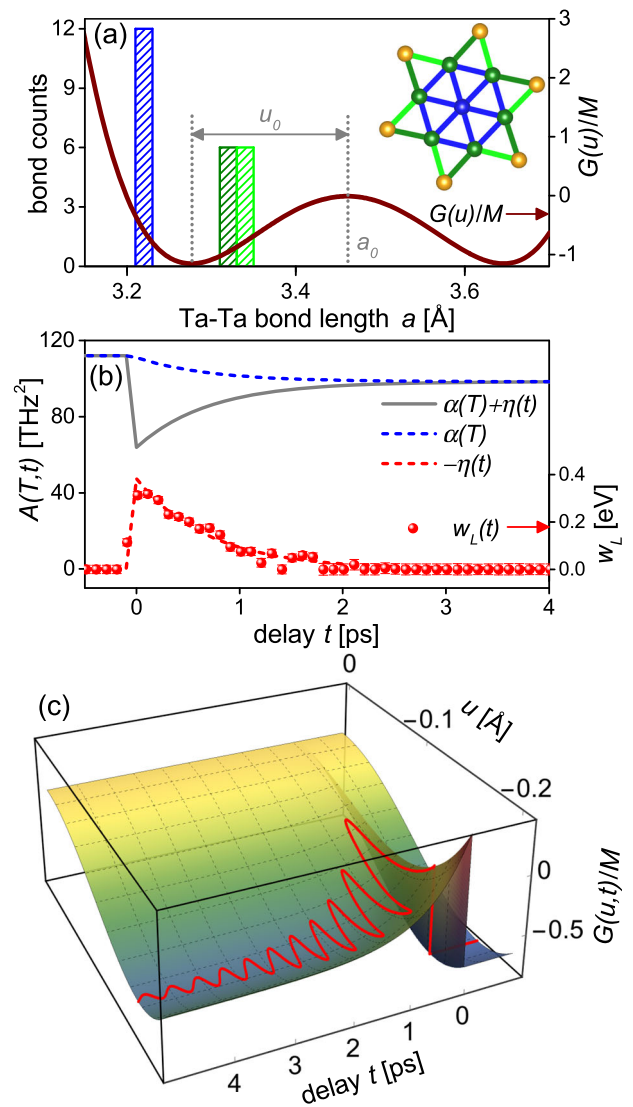 (a)
12
9
6
3
0
bond counts
u₀
a₀
G(u)/M
3
2
1
0
-1
G(u)/M
3.2
3.4
3.6
Ta-Ta bond length a [Å]
(b)
120
80
40
0
A(T,t) [THz²]
α(T)+η(t)
α(T)
−η(t)
w_L(t)
0.4
0.2
0.0
w_L [eV]
0
1
2
3
4
delay t [ps]
(c)
0
−0.1
−0.2
u [Å]
0
−0.5
G(u,t)/M
4
3
2
1
0
delay t [ps]